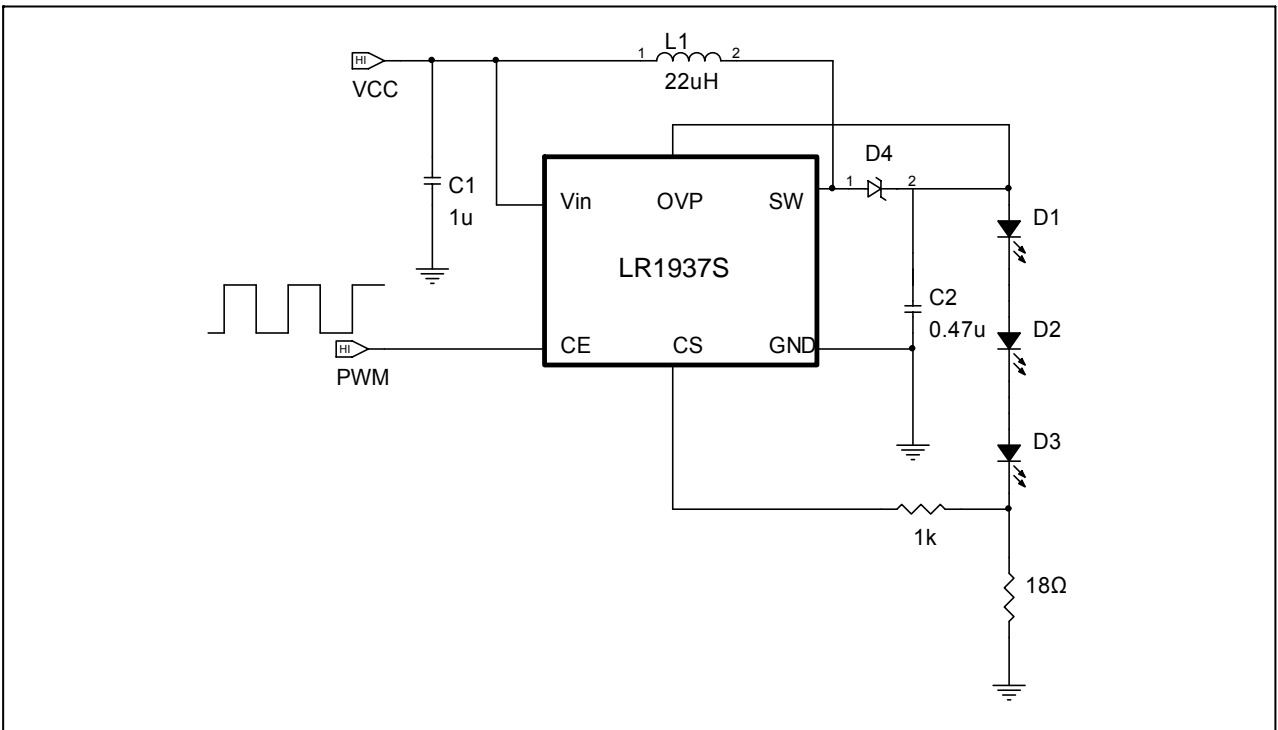 L1
1
2
22uH
HI
VCC
C1
1u
D4
1
2
Vin
OVP
SW
D1
LR1937S
C2
0.47u
D2
HI
PWM
CE
CS
GND
D3
1k
18Ω